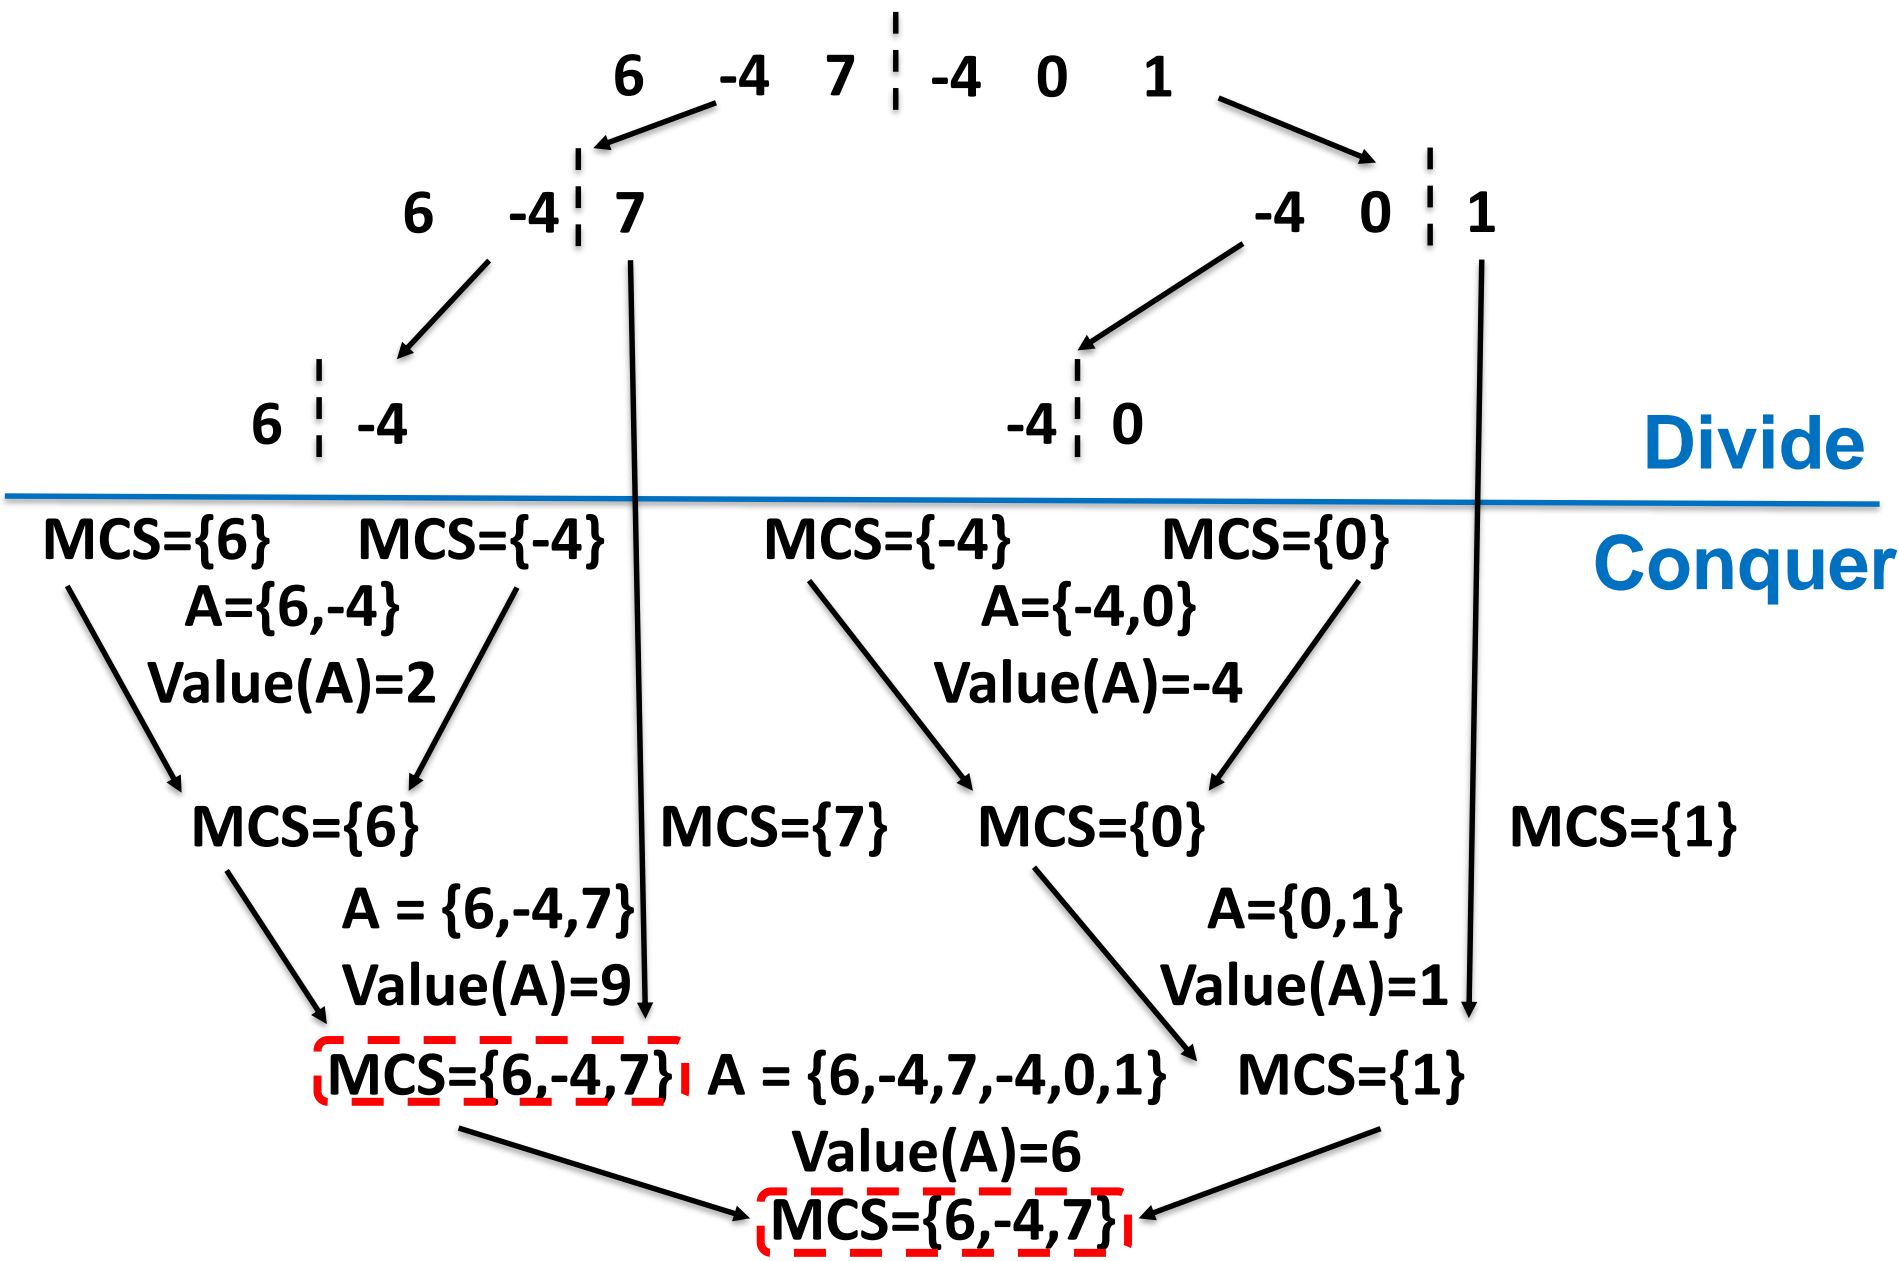 6 -4 7 -4 0 1
6 -4 7 -4 0 1
6 -4 -4 0
Divide
MCS={6} MCS={-4} MCS={-4} MCS={0}
Conquer
A={6,-4} A={-4,0}
Value(A)=2 Value(A)=-4
MCS={6} MCS={7} MCS={0} MCS={1}
A = {6,-4,7} A={0,1}
Value(A)=9 Value(A)=1
MCS={6,-4,7} A = {6,-4,7,-4,0,1} MCS={1}
Value(A)=6
MCS={6,-4,7}